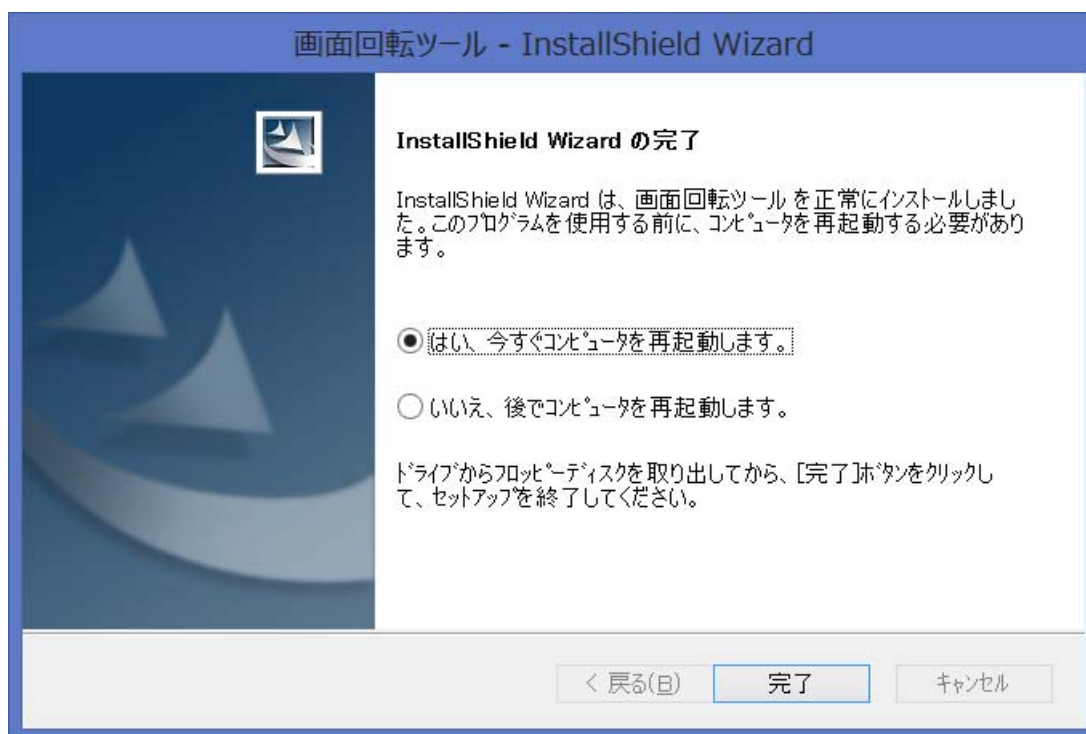 画面回転ツール - InstallShield Wizard
InstallShield Wizard の完了
InstallShield Wizard は、画面回転ツール を正常にインストールしまし
た。このプログラムを使用する前に、コンピュータを再起動する必要があり
ます。
はい、今すぐコンピュータを再起動します。
いいえ、後でコンピュータを再起動します。
ドライブからフロッピーディスクを取り出してから、[完了]ボタンをクリックし
て、セットアップを終了してください。
< 戻る(B) 完了 キャンセル